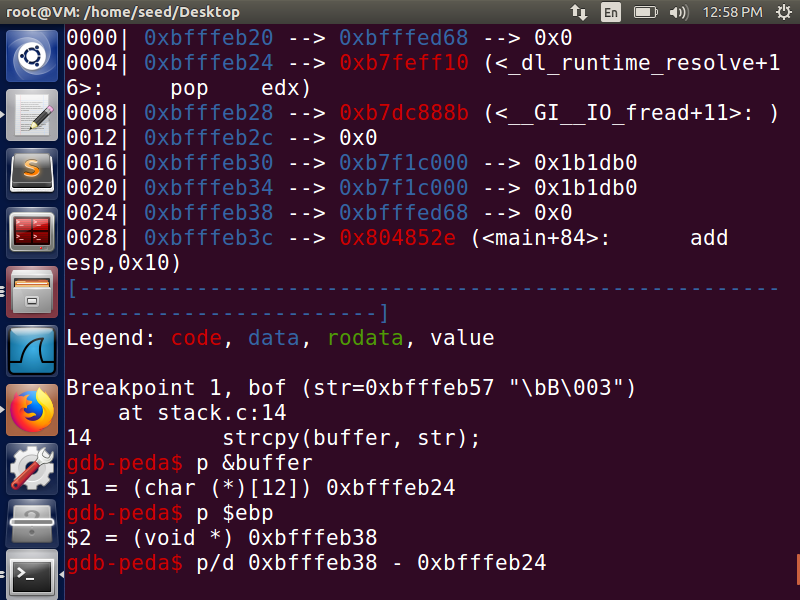 root@VM: /home/seed/Desktop
En
12:58 PM
0000| 0xbfffeb20 --> 0xbfffed68 --> 0x0
0004| 0xbfffeb24 --> 0xb7feff10 (<_dl_runtime_resolve+1
6>:     pop    edx)
0008| 0xbfffeb28 --> 0xb7dc888b (<__GI__IO_fread+11>: )
0012| 0xbfffeb2c --> 0x0
0016| 0xbfffeb30 --> 0xb7f1c000 --> 0x1b1db0
0020| 0xbfffeb34 --> 0xb7f1c000 --> 0x1b1db0
0024| 0xbfffeb38 --> 0xbfffed68 --> 0x0
0028| 0xbfffeb3c --> 0x804852e (<main+84>:      add
esp,0x10)
[------------------------------------------------------
------------------------]
Legend: code, data, rodata, value
Breakpoint 1, bof (str=0xbfffeb57 "\bB\003")
    at stack.c:14
14          strcpy(buffer, str);
gdb-peda$ p &buffer
$1 = (char (*)[12]) 0xbfffeb24
gdb-peda$ p $ebp
$2 = (void *) 0xbfffeb38
gdb-peda$ p/d 0xbfffeb38 - 0xbfffeb24